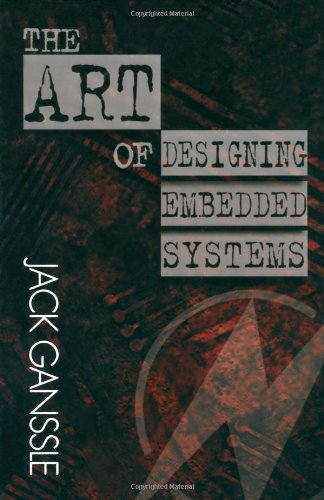 THE
ART
OF DESIGNING
EMBEDDED
SYSTEMS
JACK GANSSLE